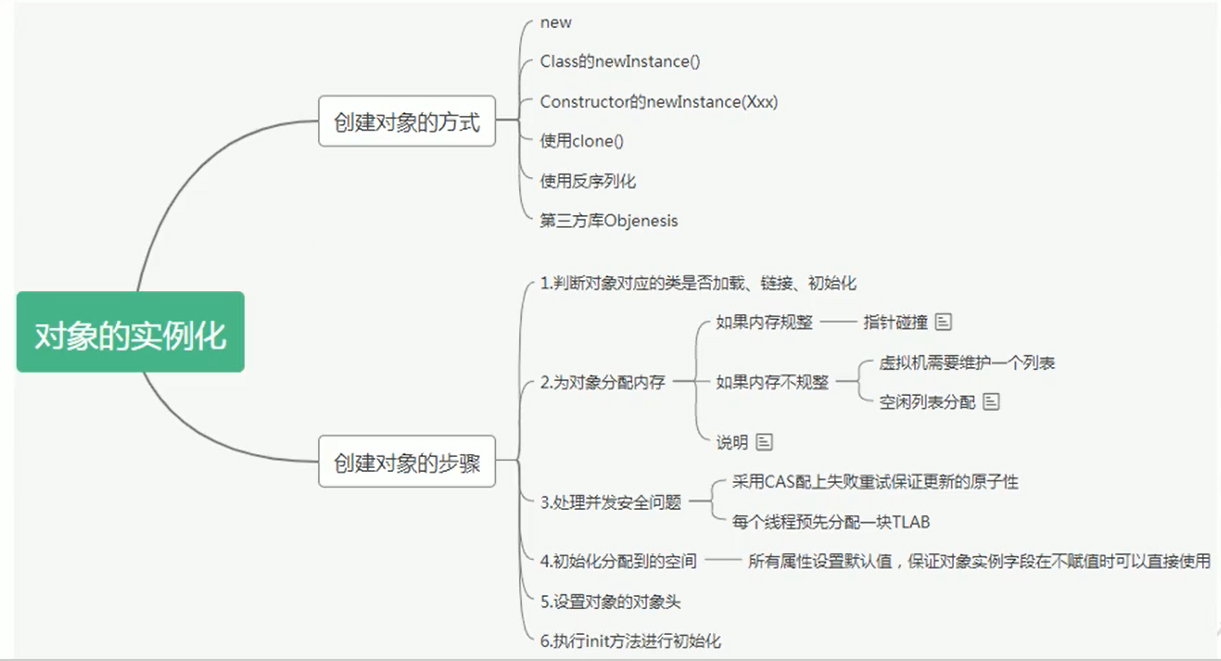 对象的实例化
创建对象的方式
new
Class的newInstance()
Constructor的newInstance(Xxx)
使用clone()
使用反序列化
第三方库Objenesis
创建对象的步骤
1.判断对象对应的类是否加载、链接、初始化
2.为对象分配内存
如果内存规整
指针碰撞
如果内存不规整
虚拟机需要维护一个列表
空闲列表分配
说明
3.处理并发安全问题
采用CAS配上失败重试保证更新的原子性
每个线程预先分配一块TLAB
4.初始化分配到的空间
所有属性设置默认值，保证对象实例字段在不赋值时可以直接使用
5.设置对象的对象头
6.执行init方法进行初始化